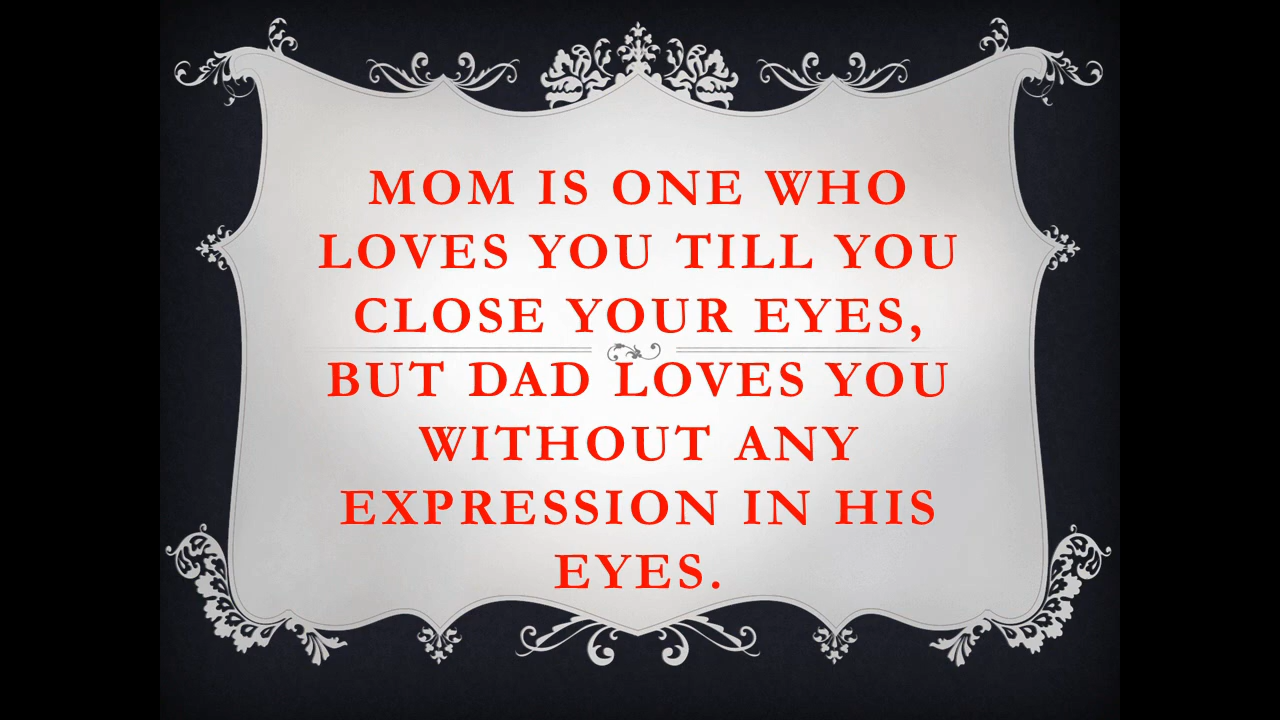 MOM IS ONE WHO
LOVES YOU TILL YOU
CLOSE YOUR EYES,
BUT DAD LOVES YOU
WITHOUT ANY
EXPRESSION IN HIS
EYES.